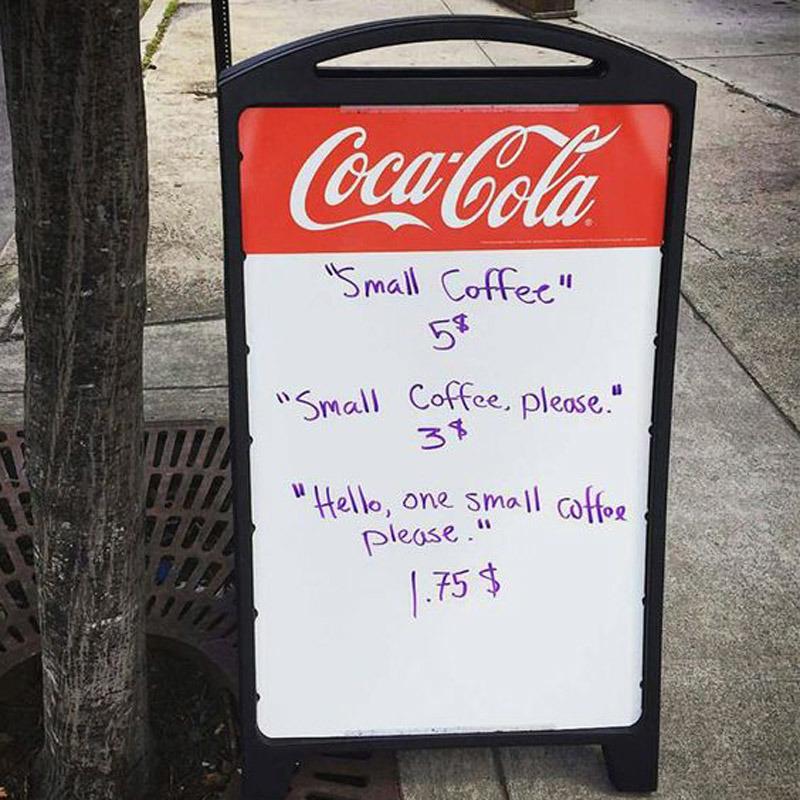 Coca-Cola
"Small Coffee"
5$
"Small Coffee, please."
3$
"Hello, one small coffee
please."
1.75 $